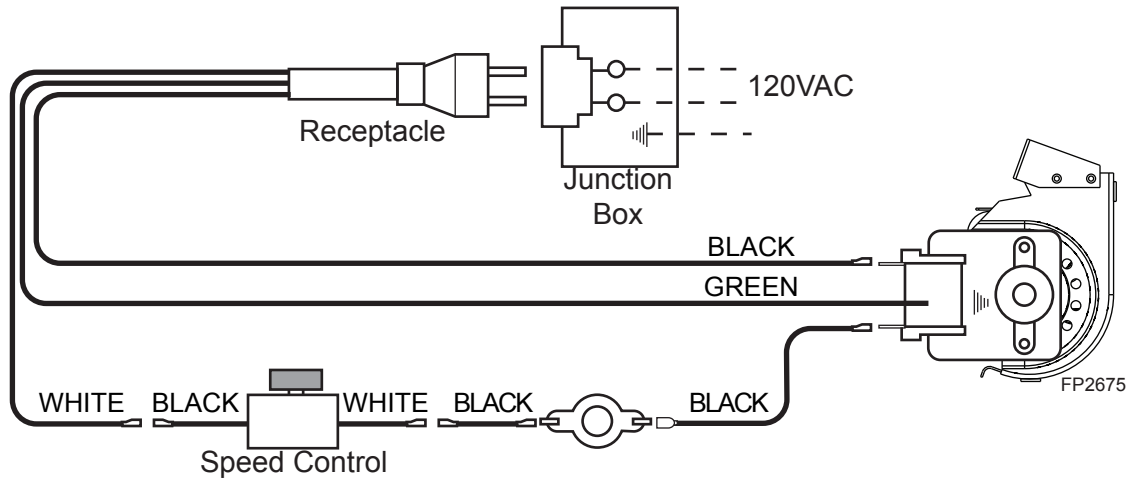 120VAC
Receptacle
Junction
Box
BLACK
GREEN
FP2675
WHITE BLACK WHITE BLACK BLACK
Speed Control